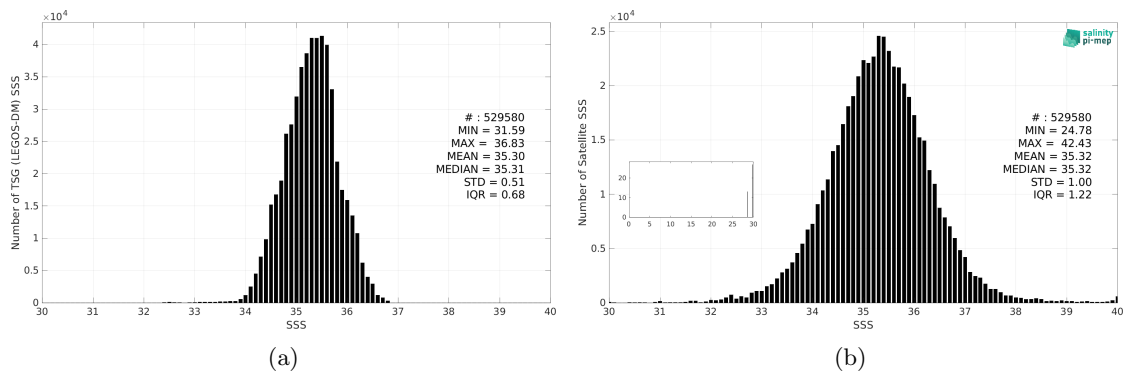 ×10⁴
4
3.5
3
2.5
2
1.5
1
0.5
0
Number of TSG (LEGOS-DM) SSS
# : 529580
MIN = 31.59
MAX = 36.83
MEAN = 35.30
MEDIAN = 35.31
STD = 0.51
IQR = 0.68
30 31 32 33 34 35 36 37 38 39 40
SSS
(a)
×10⁴
2.5
2
1.5
1
0.5
0
Number of Satellite SSS
salinity
pi-mep
# : 529580
MIN = 24.78
MAX = 42.43
MEAN = 35.32
MEDIAN = 35.32
STD = 1.00
IQR = 1.22
20
10
0
0 5 10 15 20 25 30
30 31 32 33 34 35 36 37 38 39 40
SSS
(b)